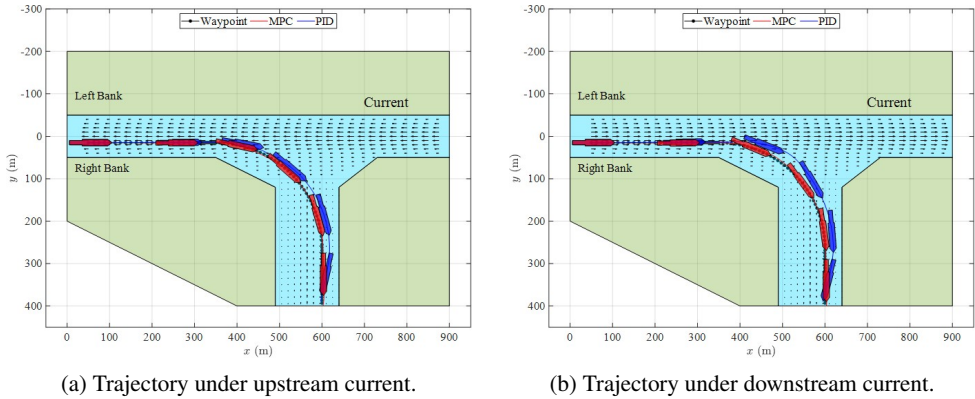 Waypoint MPC PID
-300
-200
-100
0
100
200
300
400
y (m)
Left Bank
Current
Right Bank
0 100 200 300 400 500 600 700 800 900
x (m)
(a) Trajectory under upstream current.
Waypoint MPC PID
-300
-200
-100
0
100
200
300
400
y (m)
Left Bank
Current
Right Bank
0 100 200 300 400 500 600 700 800 900
x (m)
(b) Trajectory under downstream current.